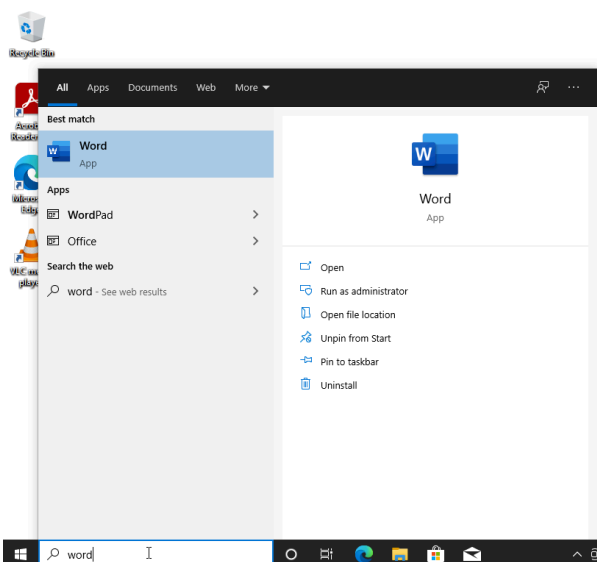 Recycle Bin
All Apps Documents Web More
Best match
Word
App
Apps
WordPad
Office
Search the web
word - See web results
W
Word
App
Open
Run as administrator
Open file location
Unpin from Start
Pin to taskbar
Uninstall
Reader
word